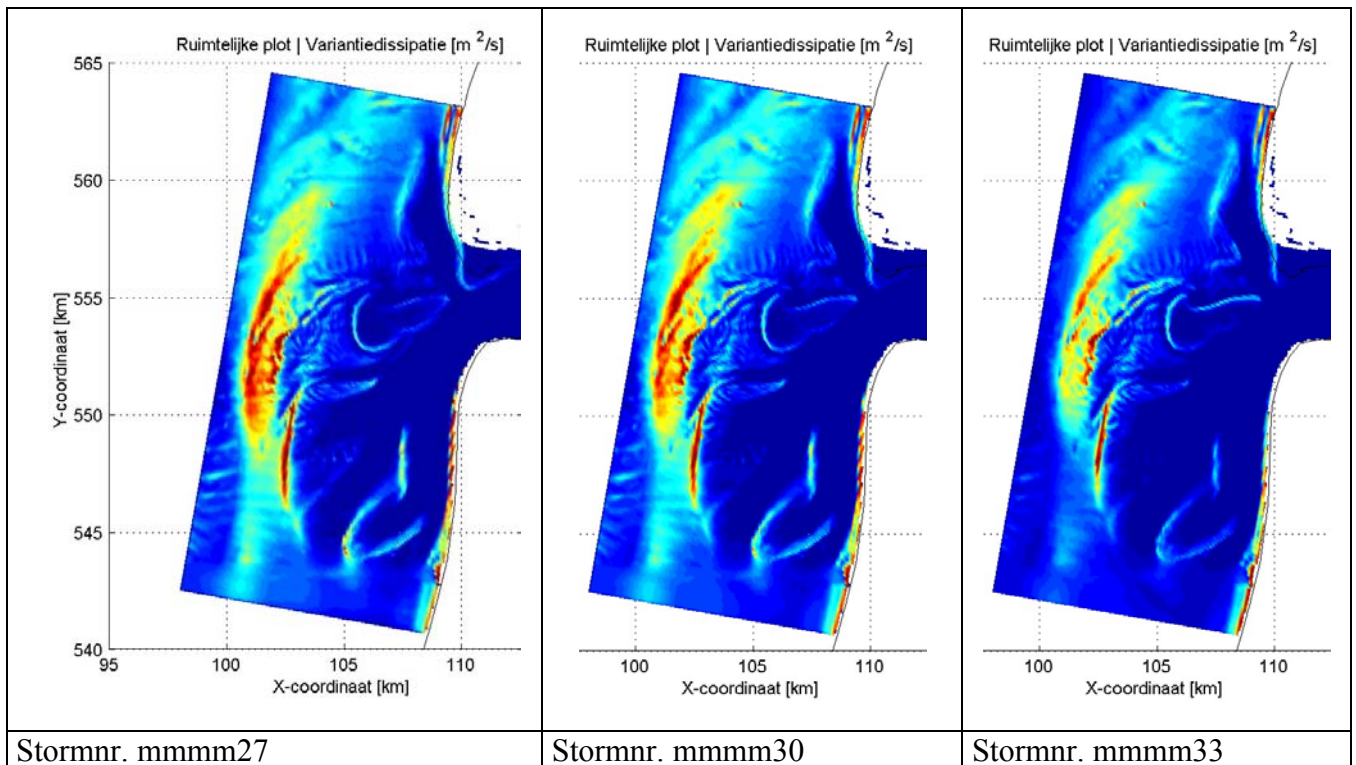 Ruimtelijke plot | Variantiedissipatie [m ²/s]
565
560
555
550
545
540
Y-coordinaat [km]
95 100 105 110
X-coordinaat [km]
Stormnr. mmmm27
Ruimtelijke plot | Variantiedissipatie [m ²/s]
100 105 110
X-coordinaat [km]
Stormnr. mmmm30
Ruimtelijke plot | Variantiedissipatie [m ²/s]
100 105 110
X-coordinaat [km]
Stormnr. mmmm33